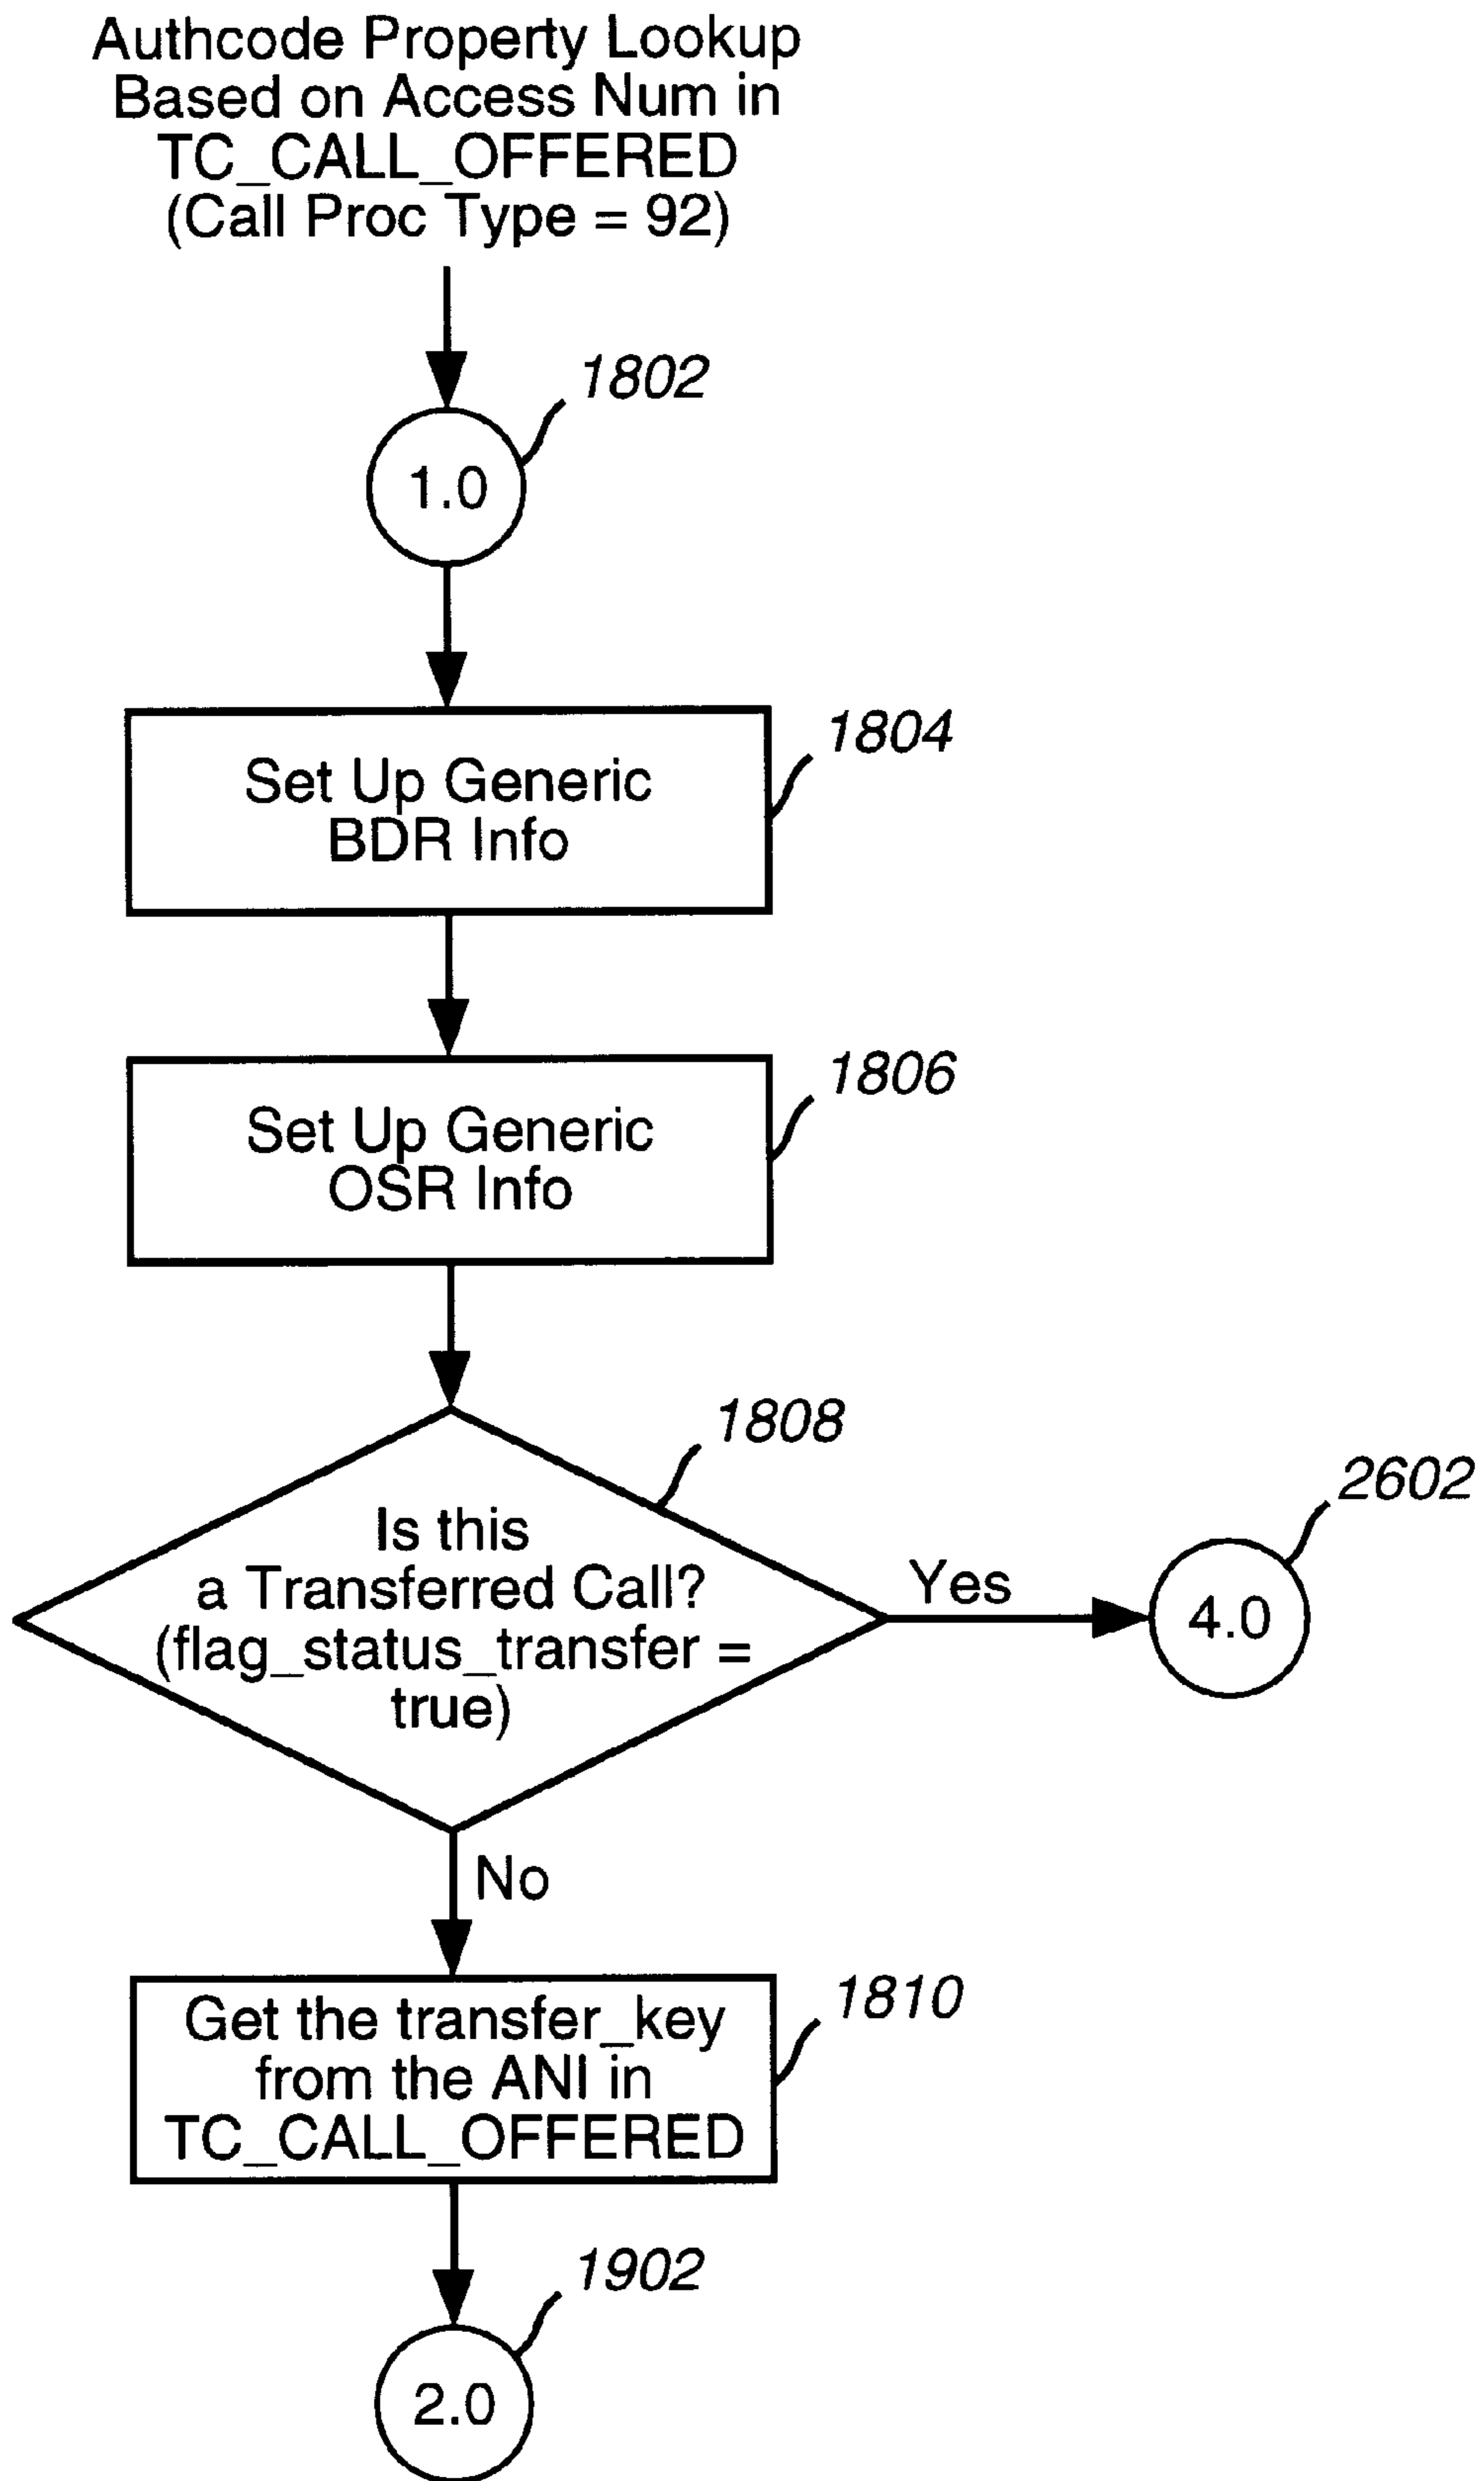 Authcode Property Lookup
Based on Access Num in
TC_CALL_OFFERED
(Call Proc Type = 92)
1802
1.0
1804
Set Up Generic
BDR Info
1806
Set Up Generic
OSR Info
1808
2602
Is this
a Transferred Call?
(flag_status_transfer =
true)
Yes
4.0
No
1810
Get the transfer_key
from the ANI in
TC_CALL_OFFERED
1902
2.0